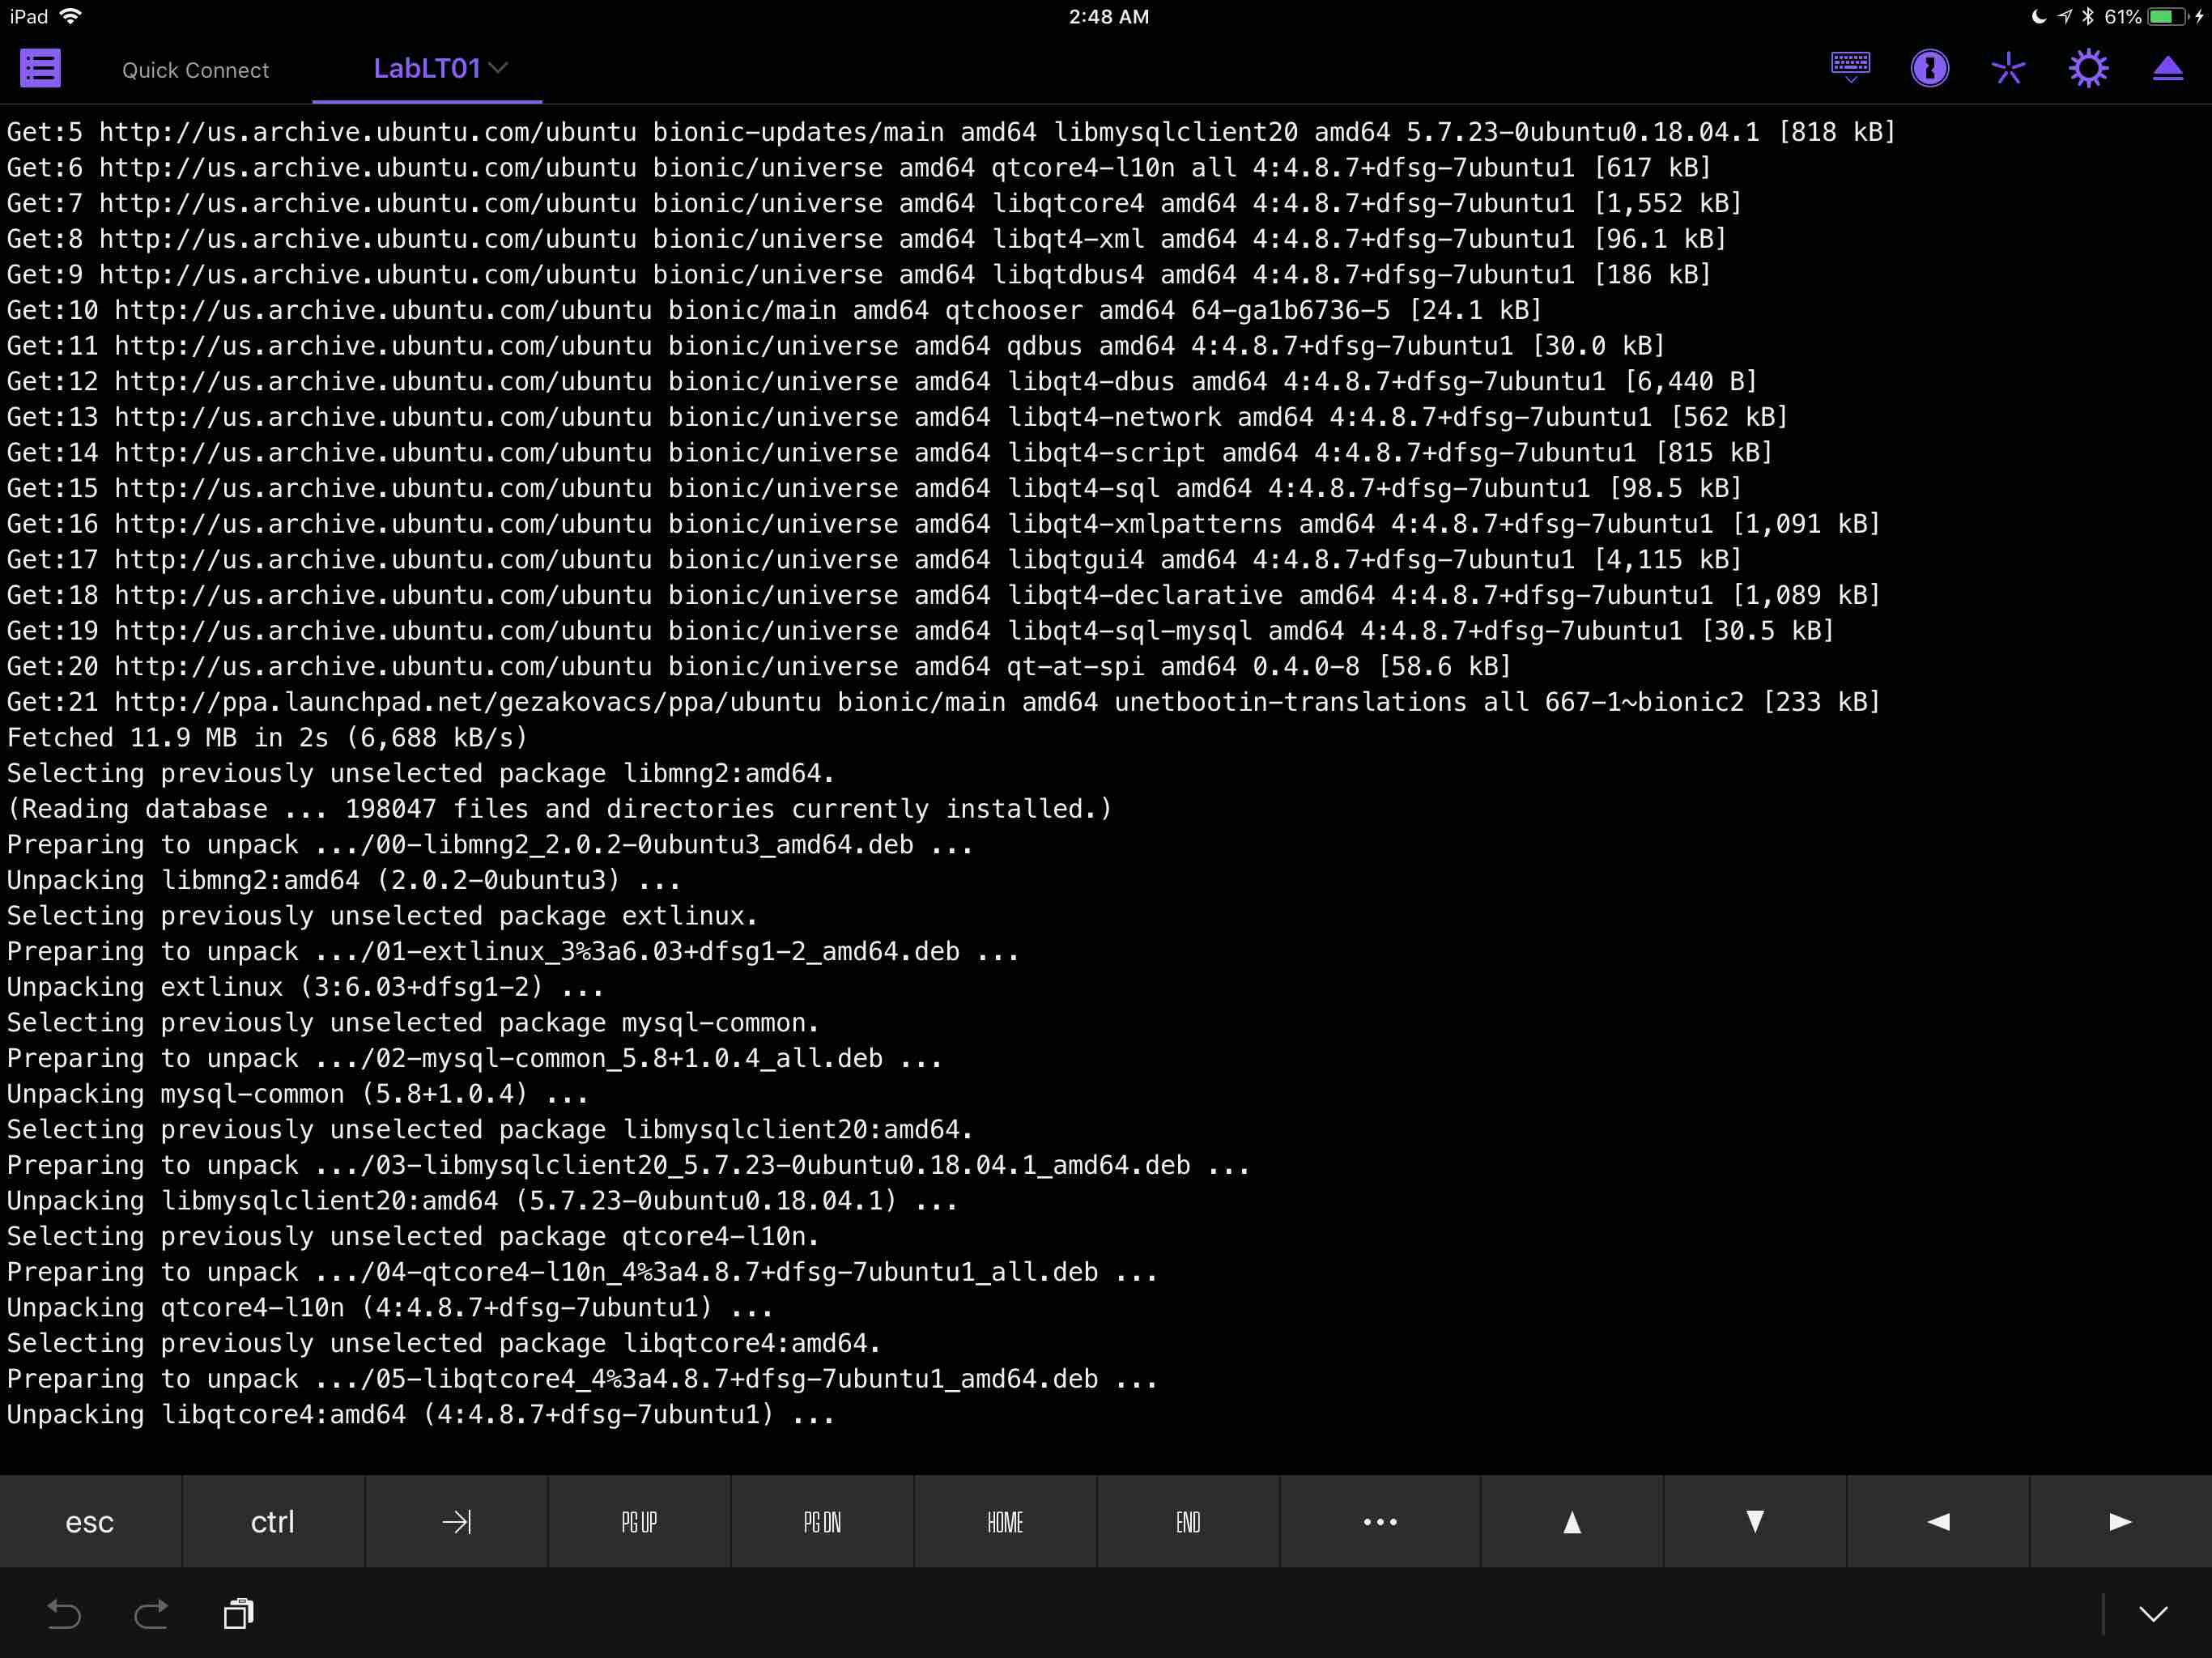 iPad 2:48 AM 61%
Quick Connect LabLT01
Get:5 http://us.archive.ubuntu.com/ubuntu bionic-updates/main amd64 libmysqlclient20 amd64 5.7.23-0ubuntu0.18.04.1 [818 kB]
Get:6 http://us.archive.ubuntu.com/ubuntu bionic/universe amd64 qtcore4-l10n all 4:4.8.7+dfsg-7ubuntu1 [617 kB]
Get:7 http://us.archive.ubuntu.com/ubuntu bionic/universe amd64 libqtcore4 amd64 4:4.8.7+dfsg-7ubuntu1 [1,552 kB]
Get:8 http://us.archive.ubuntu.com/ubuntu bionic/universe amd64 libqt4-xml amd64 4:4.8.7+dfsg-7ubuntu1 [96.1 kB]
Get:9 http://us.archive.ubuntu.com/ubuntu bionic/universe amd64 libqtdbus4 amd64 4:4.8.7+dfsg-7ubuntu1 [186 kB]
Get:10 http://us.archive.ubuntu.com/ubuntu bionic/main amd64 qtchooser amd64 64-ga1b6736-5 [24.1 kB]
Get:11 http://us.archive.ubuntu.com/ubuntu bionic/universe amd64 qdbus amd64 4:4.8.7+dfsg-7ubuntu1 [30.0 kB]
Get:12 http://us.archive.ubuntu.com/ubuntu bionic/universe amd64 libqt4-dbus amd64 4:4.8.7+dfsg-7ubuntu1 [6,440 B]
Get:13 http://us.archive.ubuntu.com/ubuntu bionic/universe amd64 libqt4-network amd64 4:4.8.7+dfsg-7ubuntu1 [562 kB]
Get:14 http://us.archive.ubuntu.com/ubuntu bionic/universe amd64 libqt4-script amd64 4:4.8.7+dfsg-7ubuntu1 [815 kB]
Get:15 http://us.archive.ubuntu.com/ubuntu bionic/universe amd64 libqt4-sql amd64 4:4.8.7+dfsg-7ubuntu1 [98.5 kB]
Get:16 http://us.archive.ubuntu.com/ubuntu bionic/universe amd64 libqt4-xmlpatterns amd64 4:4.8.7+dfsg-7ubuntu1 [1,091 kB]
Get:17 http://us.archive.ubuntu.com/ubuntu bionic/universe amd64 libqtgui4 amd64 4:4.8.7+dfsg-7ubuntu1 [4,115 kB]
Get:18 http://us.archive.ubuntu.com/ubuntu bionic/universe amd64 libqt4-declarative amd64 4:4.8.7+dfsg-7ubuntu1 [1,089 kB]
Get:19 http://us.archive.ubuntu.com/ubuntu bionic/universe amd64 libqt4-sql-mysql amd64 4:4.8.7+dfsg-7ubuntu1 [30.5 kB]
Get:20 http://us.archive.ubuntu.com/ubuntu bionic/universe amd64 qt-at-spi amd64 0.4.0-8 [58.6 kB]
Get:21 http://ppa.launchpad.net/gezakovacs/ppa/ubuntu bionic/main amd64 unetbootin-translations all 667-1~bionic2 [233 kB]
Fetched 11.9 MB in 2s (6,688 kB/s)
Selecting previously unselected package libmng2:amd64.
(Reading database ... 198047 files and directories currently installed.)
Preparing to unpack .../00-libmng2_2.0.2-0ubuntu3_amd64.deb ...
Unpacking libmng2:amd64 (2.0.2-0ubuntu3) ...
Selecting previously unselected package extlinux.
Preparing to unpack .../01-extlinux_3%3a6.03+dfsg1-2_amd64.deb ...
Unpacking extlinux (3:6.03+dfsg1-2) ...
Selecting previously unselected package mysql-common.
Preparing to unpack .../02-mysql-common_5.8+1.0.4_all.deb ...
Unpacking mysql-common (5.8+1.0.4) ...
Selecting previously unselected package libmysqlclient20:amd64.
Preparing to unpack .../03-libmysqlclient20_5.7.23-0ubuntu0.18.04.1_amd64.deb ...
Unpacking libmysqlclient20:amd64 (5.7.23-0ubuntu0.18.04.1) ...
Selecting previously unselected package qtcore4-l10n.
Preparing to unpack .../04-qtcore4-l10n_4%3a4.8.7+dfsg-7ubuntu1_all.deb ...
Unpacking qtcore4-l10n (4:4.8.7+dfsg-7ubuntu1) ...
Selecting previously unselected package libqtcore4:amd64.
Preparing to unpack .../05-libqtcore4_4%3a4.8.7+dfsg-7ubuntu1_amd64.deb ...
Unpacking libqtcore4:amd64 (4:4.8.7+dfsg-7ubuntu1) ...
esc ctrl PG UP PG DN HOME END •••